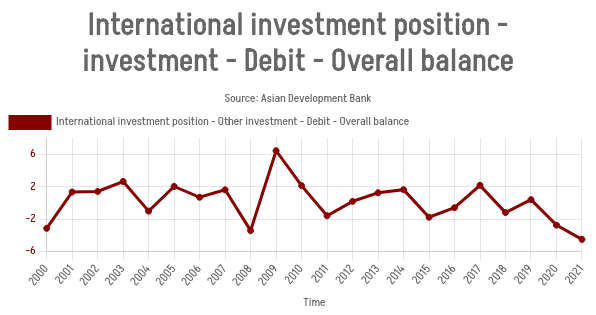 International investment position -
investment - Debit - Overall balance
Source: Asian Development Bank
International investment position - Other investment - Debit - Overall balance
6
2
-2
-6
2000 2001 2002 2003 2004 2005 2006 2007 2008 2009 2010 2011 2012 2013 2014 2015 2016 2017 2018 2019 2020 2021
Time